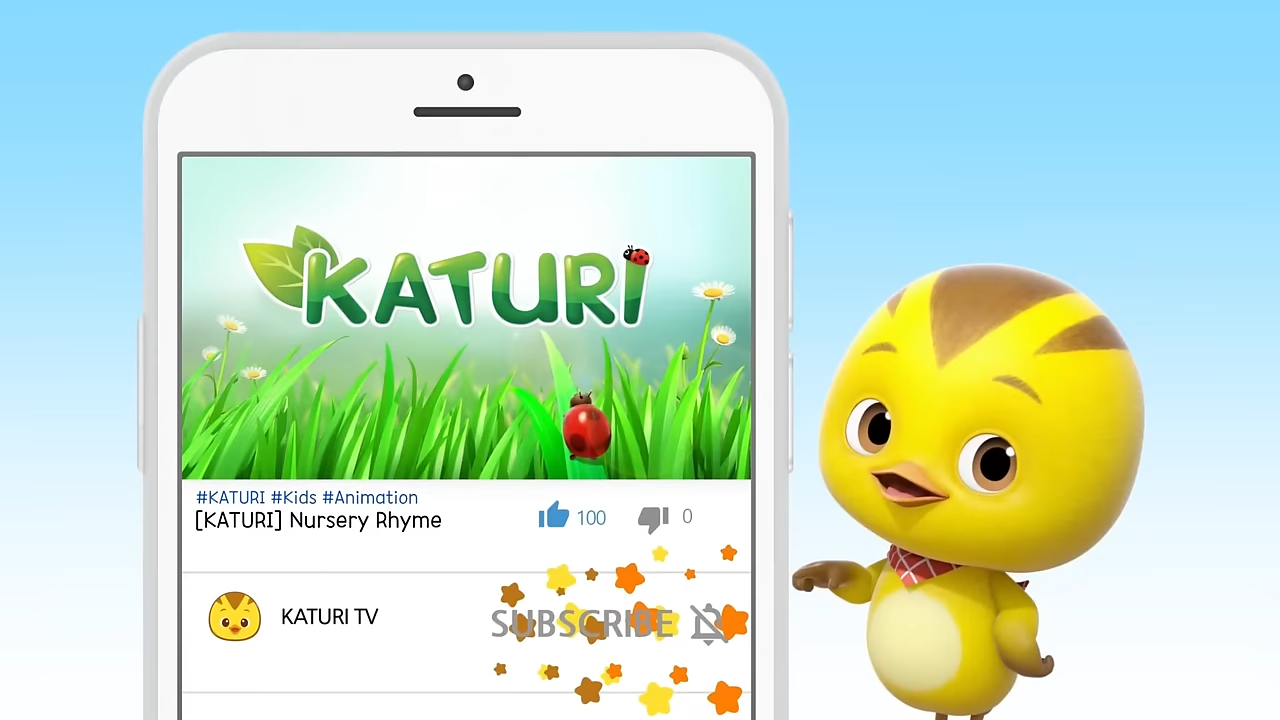 KATURI
#KATURI #Kids #Animation
[KATURI] Nursery Rhyme
100
0
KATURI TV
SUBSCRIBE